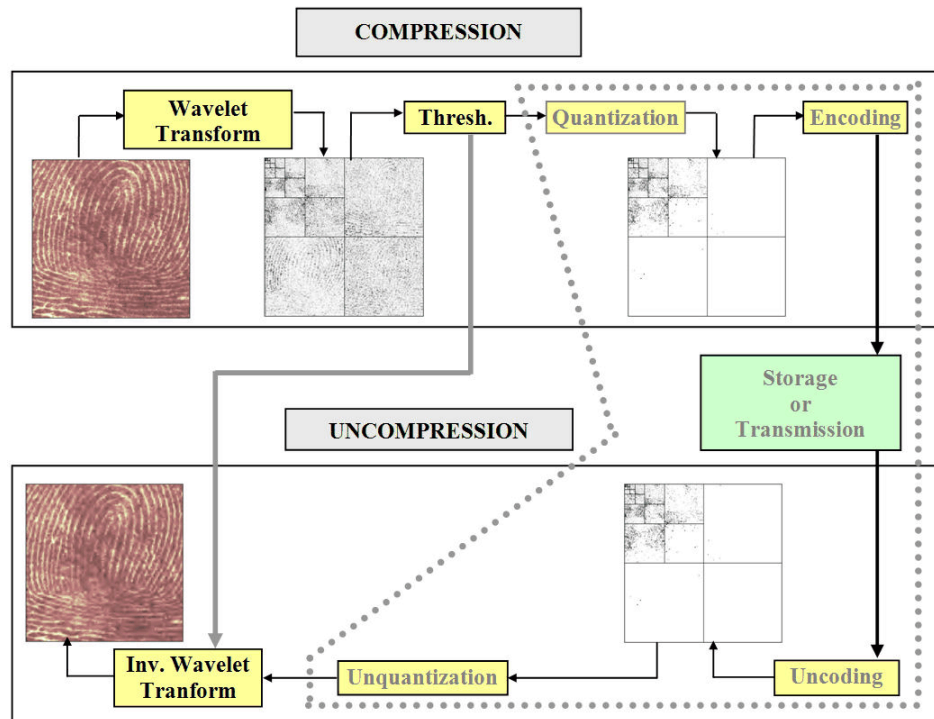 COMPRESSION
Wavelet
Transform
Thresh.
Quantization
Encoding
Storage
or
Transmission
UNCOMPRESSION
Inv. Wavelet
Tranform
Unquantization
Uncoding